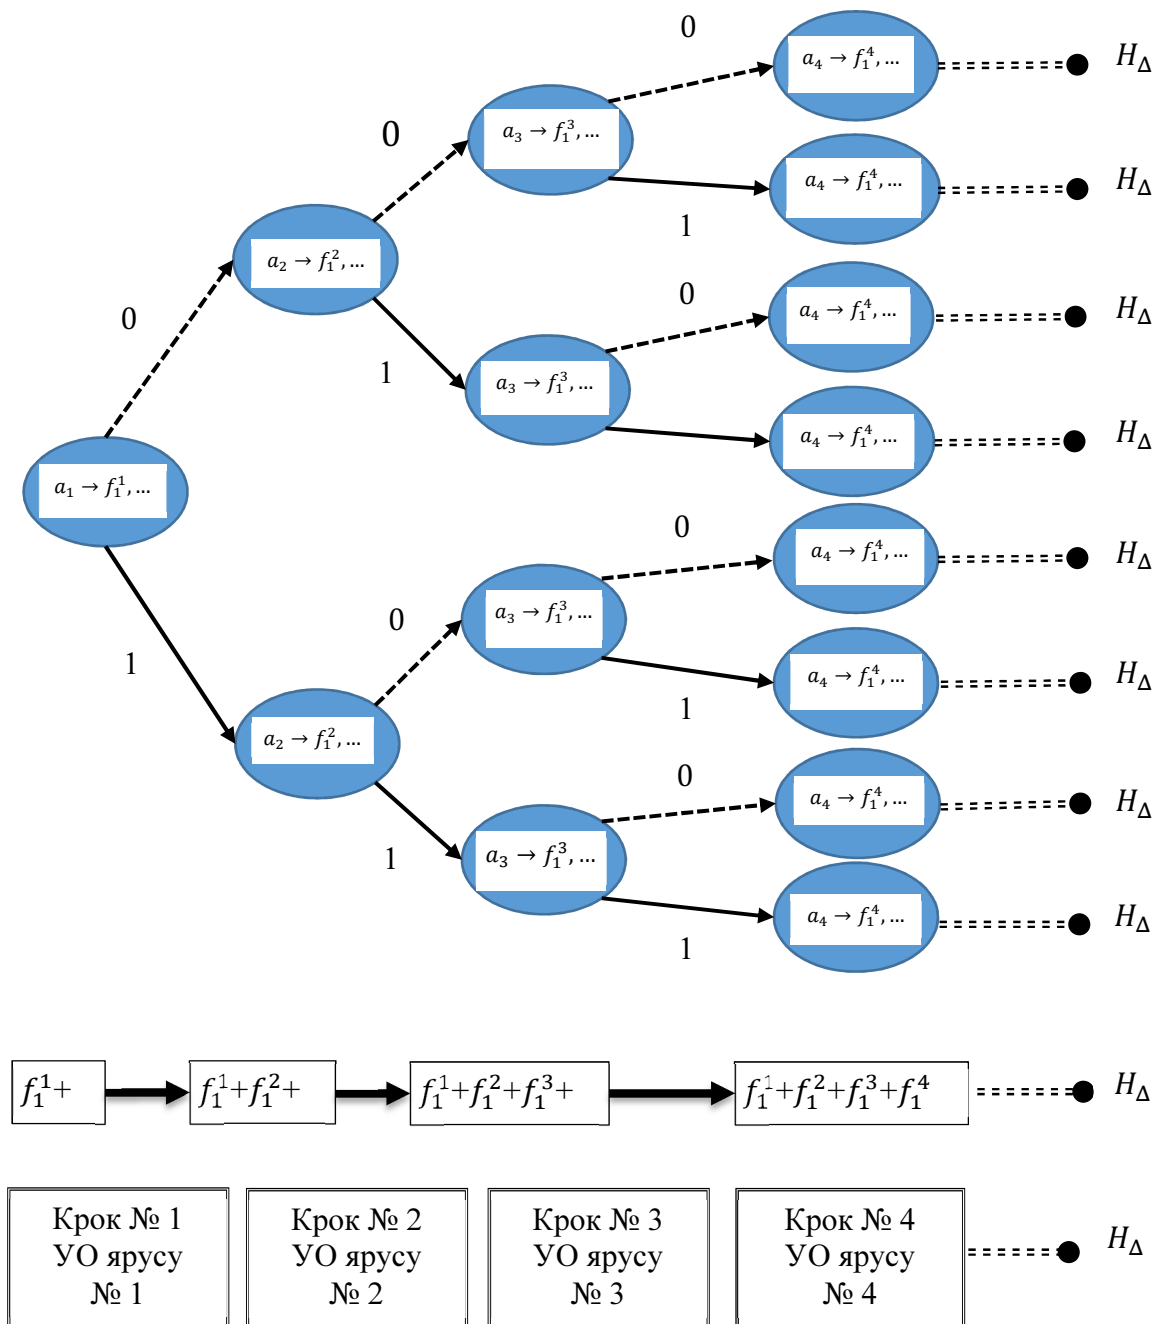 0
a₄ → f₁⁴, ...
H_Δ
0
a₃ → f₁³, ...
a₄ → f₁⁴, ...
H_Δ
1
a₂ → f₁², ...
0
a₄ → f₁⁴, ...
H_Δ
0
1
a₃ → f₁³, ...
a₄ → f₁⁴, ...
H_Δ
a₁ → f₁¹, ...
0
a₄ → f₁⁴, ...
H_Δ
0
a₃ → f₁³, ...
1
a₄ → f₁⁴, ...
H_Δ
1
a₂ → f₁², ...
0
a₄ → f₁⁴, ...
H_Δ
1
a₃ → f₁³, ...
a₄ → f₁⁴, ...
H_Δ
1
f₁¹+
f₁¹+f₁²+
f₁¹+f₁²+f₁³+
f₁¹+f₁²+f₁³+f₁⁴
H_Δ
Крок № 1
УО ярусу
№ 1
Крок № 2
УО ярусу
№ 2
Крок № 3
УО ярусу
№ 3
Крок № 4
УО ярусу
№ 4
H_Δ